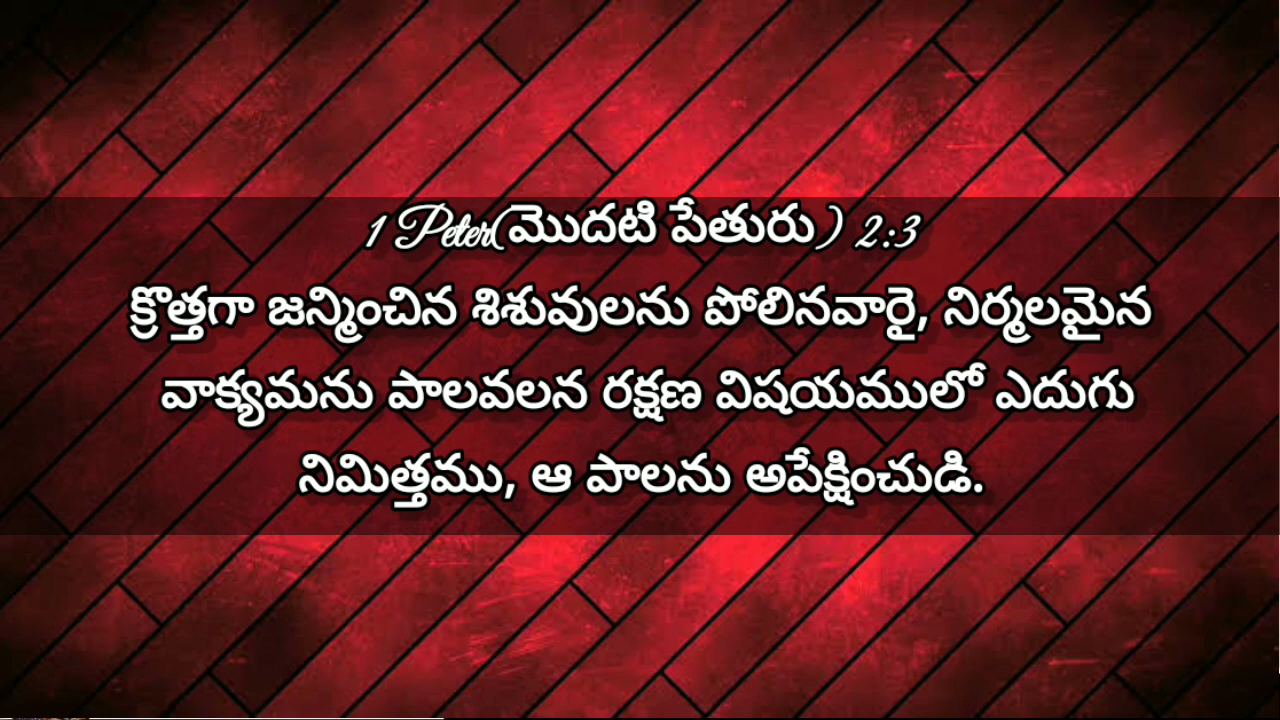 1 Peter(మొదటి పేతురు) 2:3
క్రొత్తగా జన్మించిన శిశువులను పోలినవారై, నిర్మలమైన
వాక్యమను పాలవలన రక్షణ విషయములో ఎదుగు
నిమిత్తము, ఆ పాలను అపేక్షించుడి.